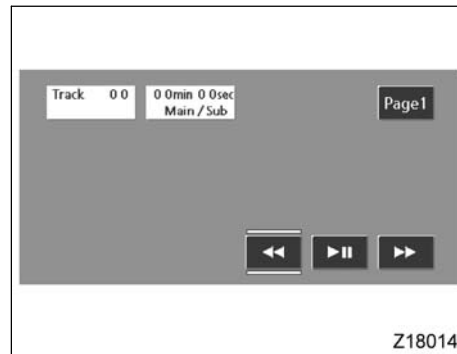 Track 0 0
0 0min 0 0sec
Main / Sub
Page1
Z18014